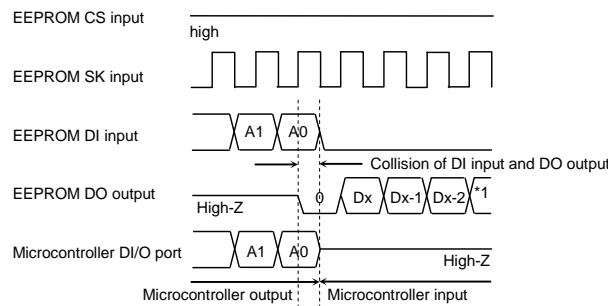 EEPROM CS input
high
EEPROM SK input
EEPROM DI input
A1
A0
Collision of DI input and DO output
EEPROM DO output
High-Z
0
Dx
Dx-1
Dx-2
*1
Microcontroller DI/O port
A1
A0
High-Z
Microcontroller output
Microcontroller input